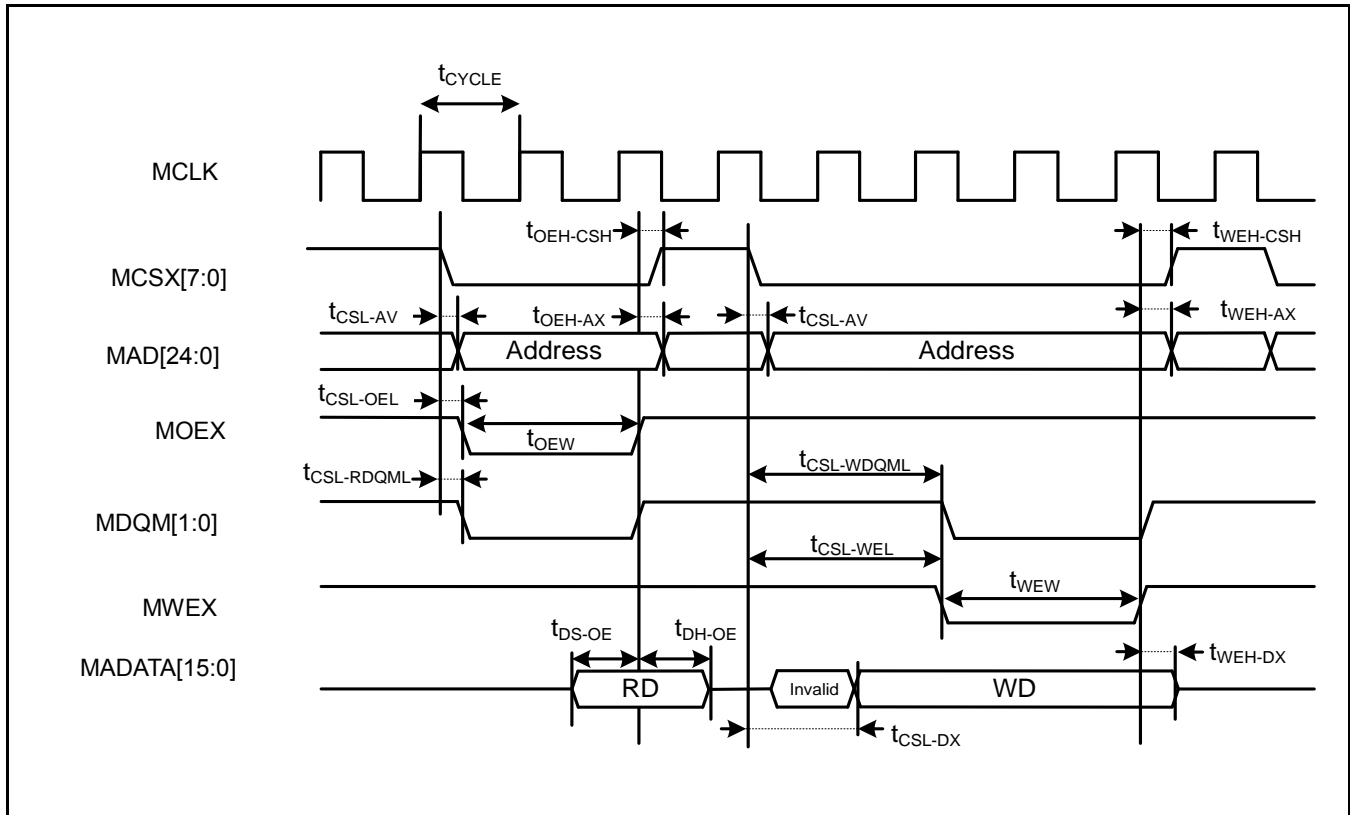 tCYCLE
MCLK
tOEH-CSH
tWEH-CSH
MCSX[7:0]
tCSL-AV
tOEH-AX
tCSL-AV
tWEH-AX
MAD[24:0]
Address
Address
tCSL-OEL
MOEX
tOEW
tCSL-WDQML
tCSL-RDQML
MDQM[1:0]
tCSL-WEL
tWEW
MWEX
tDS-OE
tDH-OE
MADATA[15:0]
tWEH-DX
RD
Invalid
WD
tCSL-DX